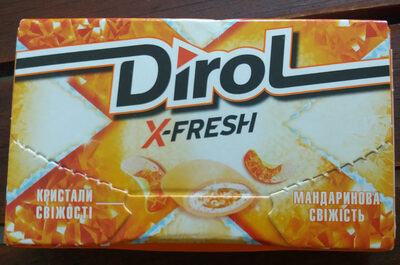 Dirol
X-FRESH
КРИСТАЛИ
СВІЖОСТІ
МАНДАРИНОВА
СВІЖІСТЬ